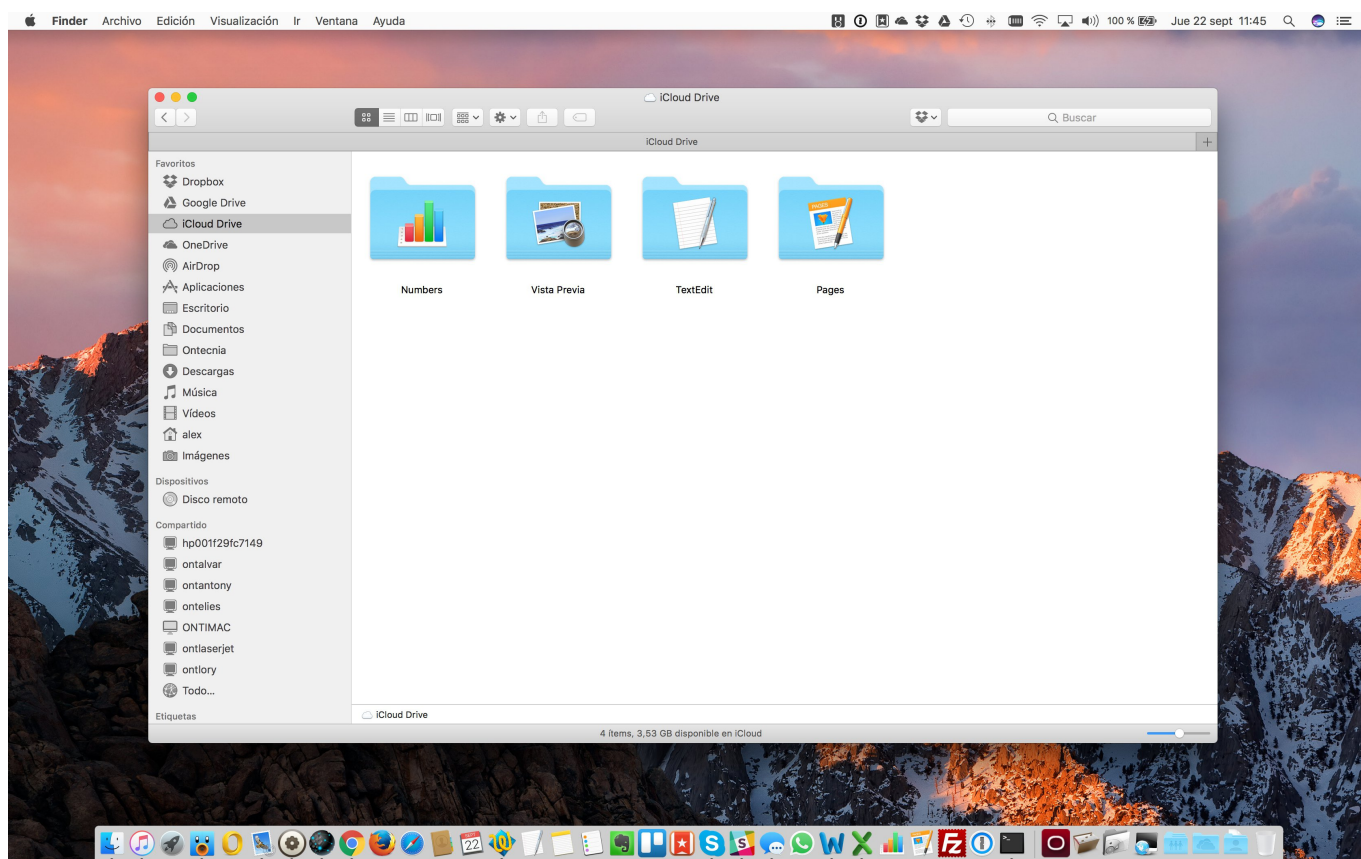 Finder Archivo Edición Visualización Ir Ventana Ayuda 100 % Jue 22 sept 11:45
iCloud Drive
Buscar
iCloud Drive
Favoritos
Dropbox
Google Drive
iCloud Drive
OneDrive
AirDrop
Aplicaciones
Escritorio
Documentos
Ontecnia
Descargas
Música
Vídeos
alex
Imágenes
Dispositivos
Disco remoto
Compartido
hp001f29fc7149
ontalvar
ontantony
ontelies
ONTIMAC
ontlaserjet
ontlory
Todo...
Etiquetas
PAGES
Numbers Vista Previa TextEdit Pages
iCloud Drive
4 ítems, 3,53 GB disponible en iCloud
22